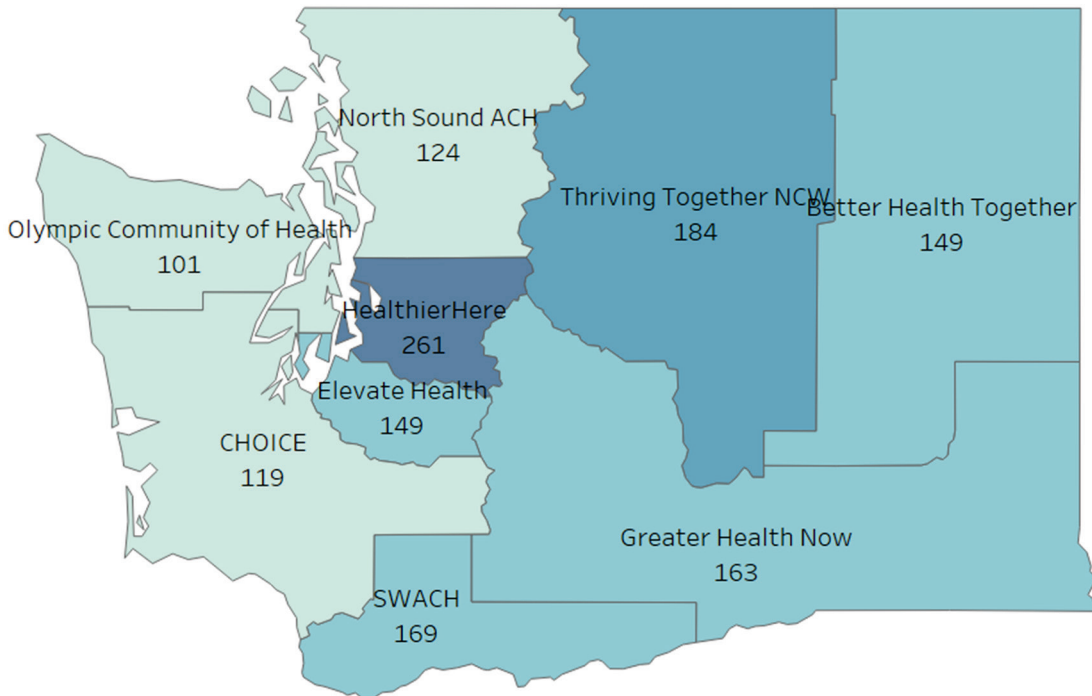 North Sound ACH
124
Thriving Together NCW
184
Better Health Together
149
Olympic Community of Health
101
HealthierHere
261
Elevate Health
149
CHOICE
119
Greater Health Now
163
SWACH
169